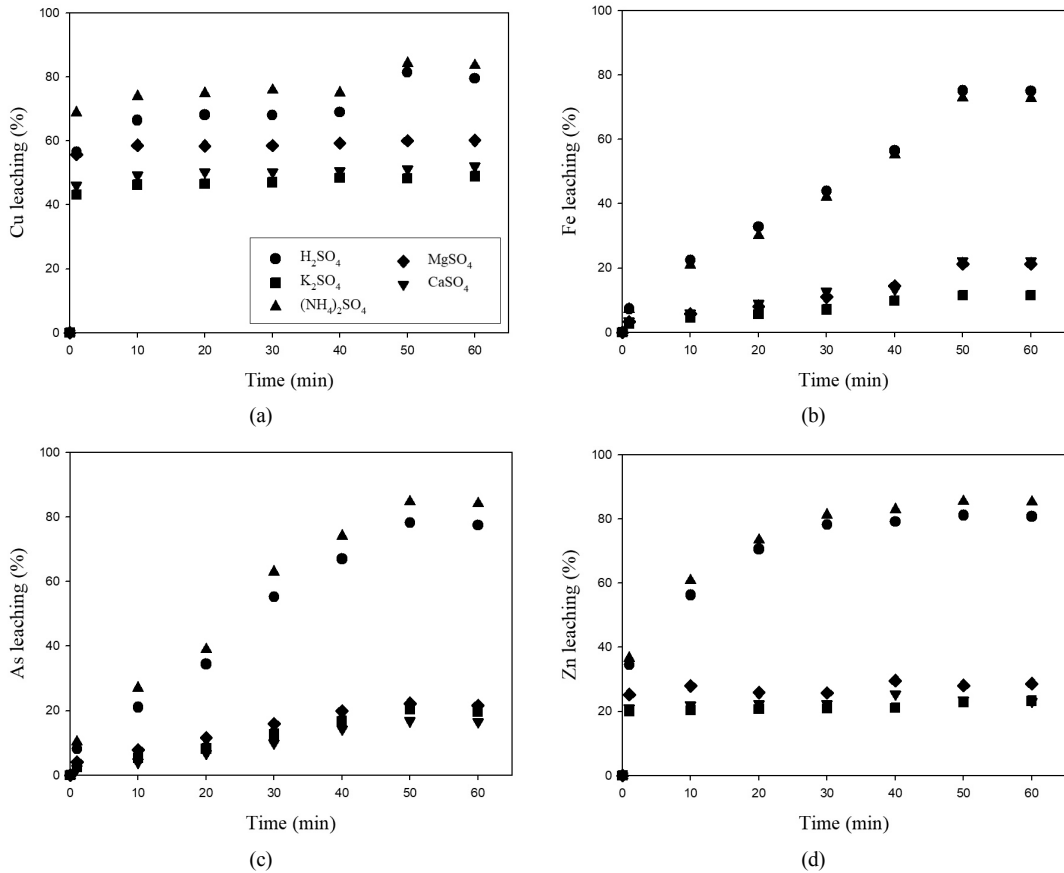 100
80
60
40
20
0
Cu leaching (%)
H₂SO₄
K₂SO₄
(NH₄)₂SO₄
MgSO₄
CaSO₄
0 10 20 30 40 50 60
Time (min)
(a)
100
80
60
40
20
0
Fe leaching (%)
0 10 20 30 40 50 60
Time (min)
(b)
100
80
60
40
20
0
As leaching (%)
0 10 20 30 40 50 60
Time (min)
(c)
100
80
60
40
20
0
Zn leaching (%)
0 10 20 30 40 50 60
Time (min)
(d)